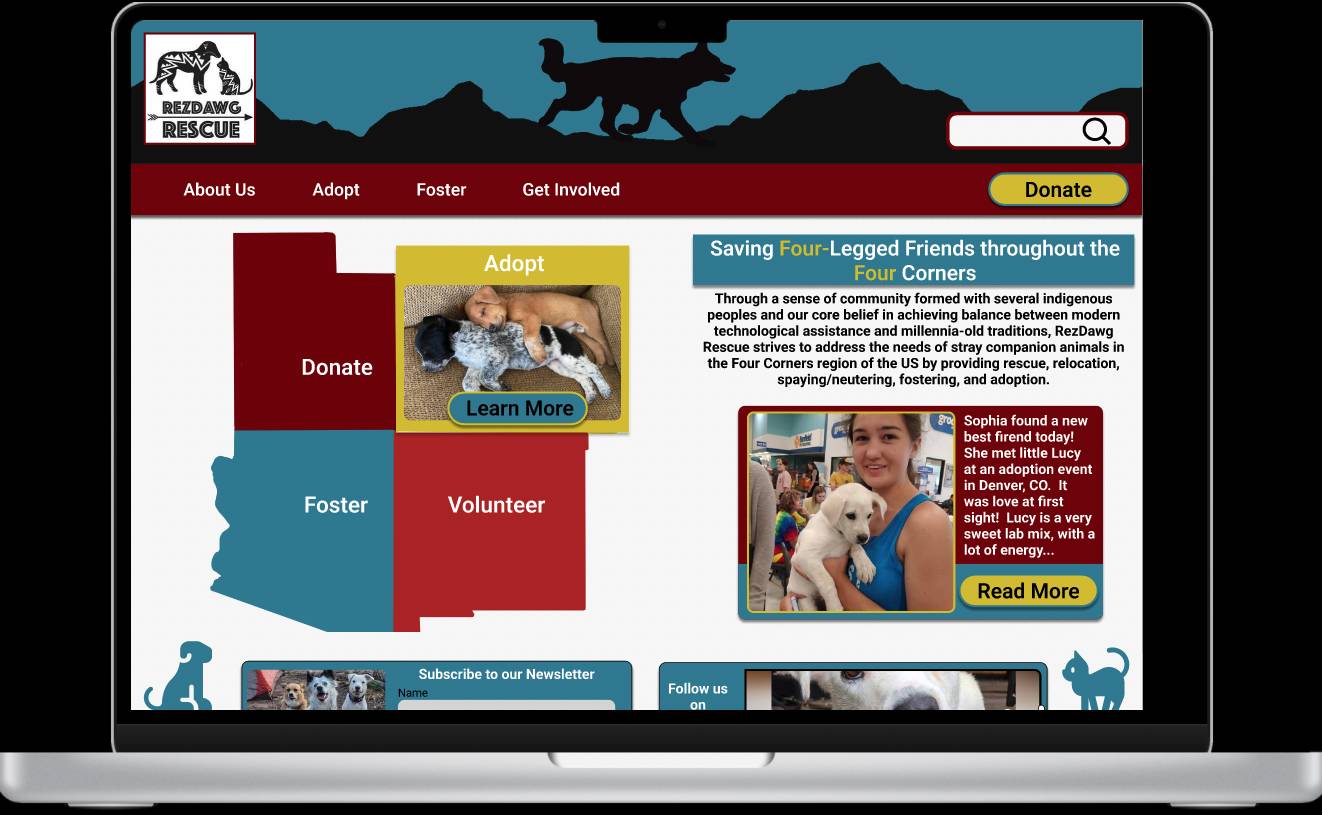 REZDAWG
RESCUE
About Us
Adopt
Foster
Get Involved
Donate
Donate
Adopt
Learn More
Foster
Volunteer
Saving Four-Legged Friends throughout the
Four Corners
Through a sense of community formed with several indigenous
peoples and our core belief in achieving balance between modern
technological assistance and millennia-old traditions, RezDawg
Rescue strives to address the needs of stray companion animals in
the Four Corners region of the US by providing rescue, relocation,
spaying/neutering, fostering, and adoption.
Sophia found a new
best firend today!
She met little Lucy
at an adoption event
in Denver, CO. It
was love at first
sight! Lucy is a very
sweet lab mix, with a
lot of energy...
Read More
Subscribe to our Newsletter
Name
Follow us
on